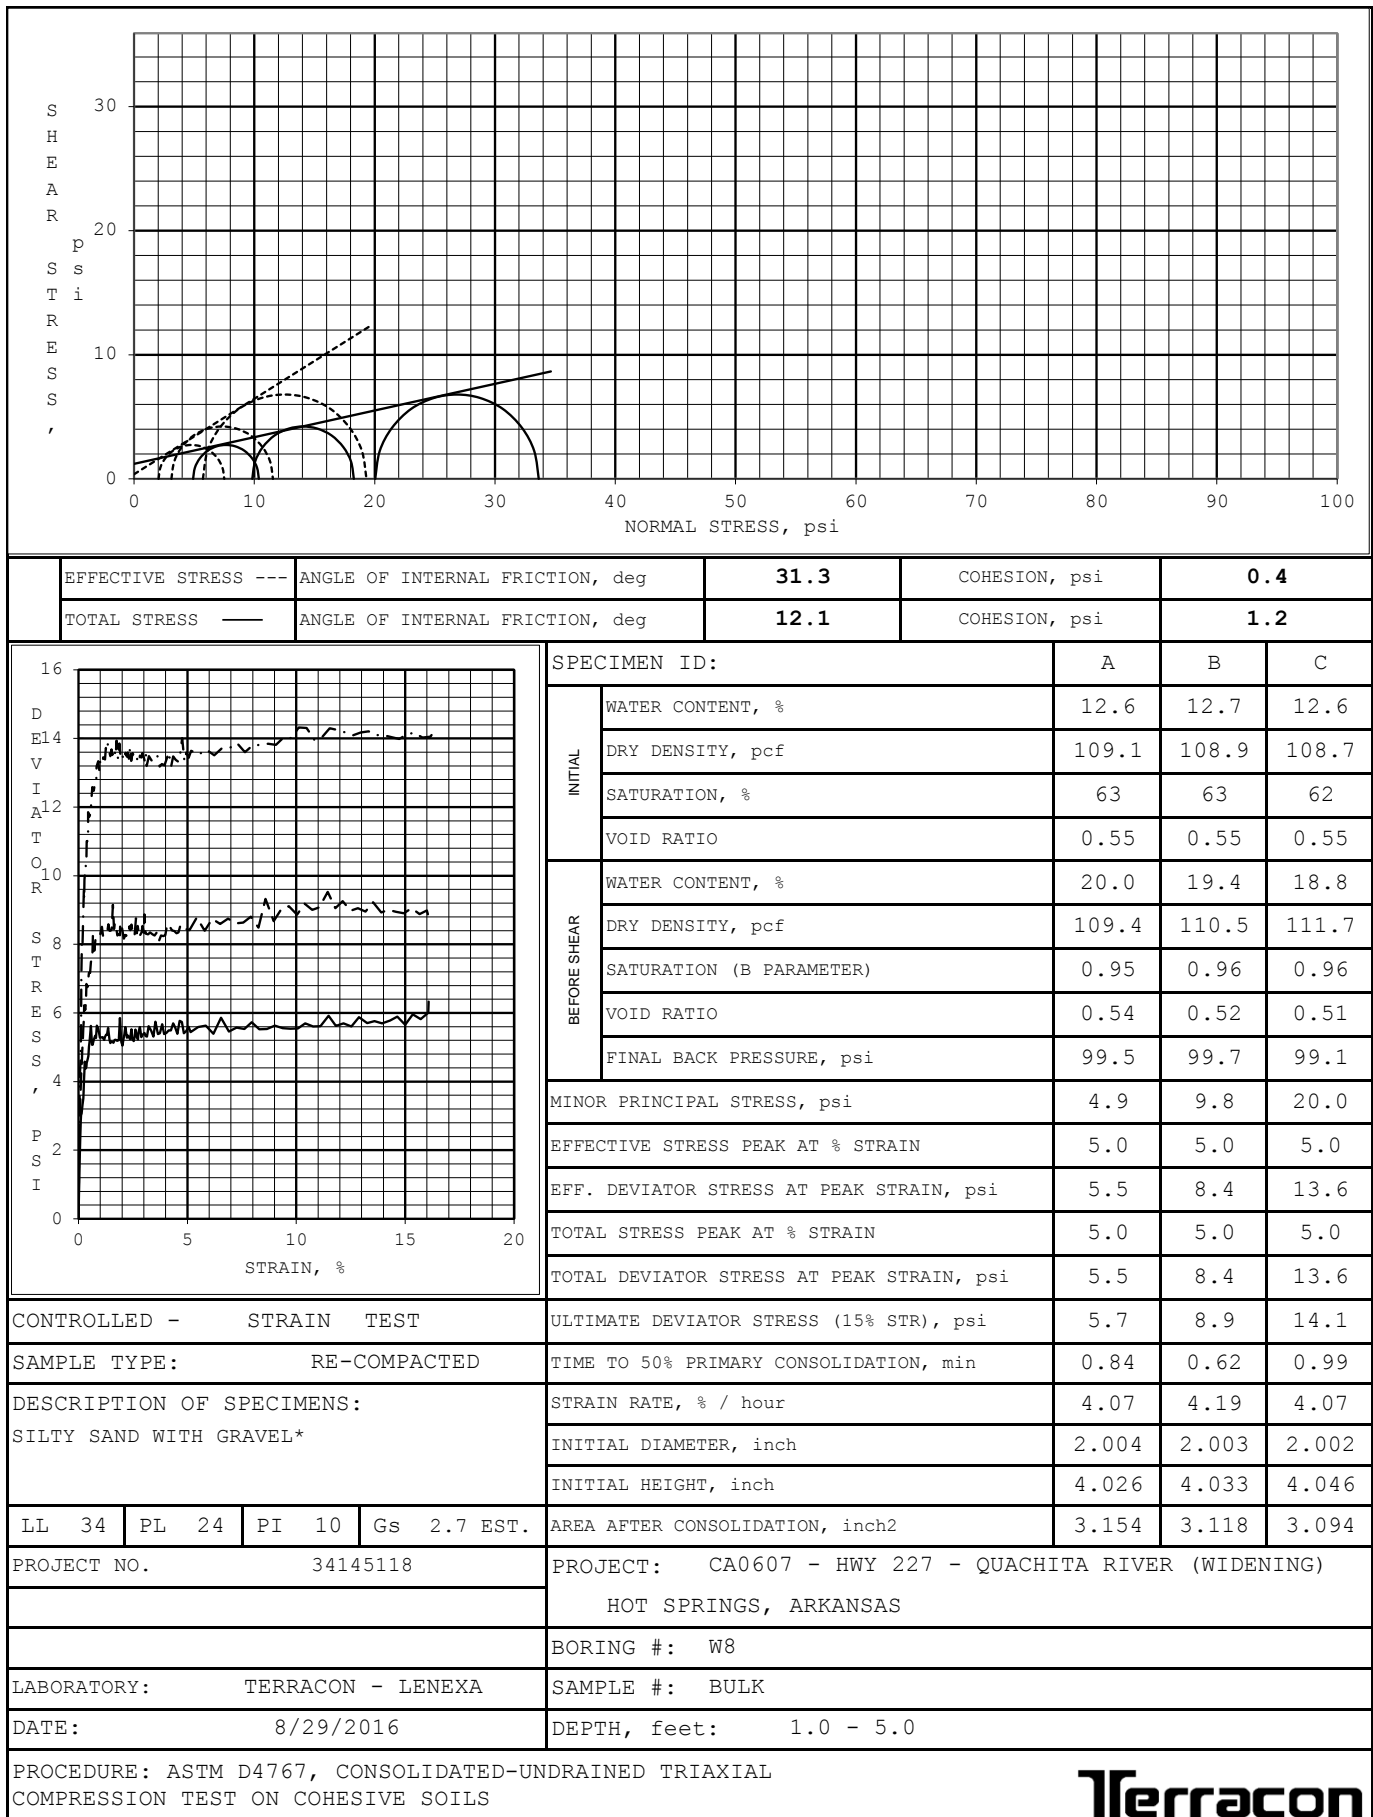 SHEAR STRESS, psi
30
20
10
0
0 10 20 30 40 50 60 70 80 90 100
NORMAL STRESS, psi
EFFECTIVE STRESS --- ANGLE OF INTERNAL FRICTION, deg 31.3 COHESION, psi 0.4
TOTAL STRESS —— ANGLE OF INTERNAL FRICTION, deg 12.1 COHESION, psi 1.2
DEVIATOR STRESS, PSI
16
14
12
10
8
6
4
2
0
0 5 10 15 20
STRAIN, %
SPECIMEN ID: A B C
INITIAL
WATER CONTENT, % 12.6 12.7 12.6
DRY DENSITY, pcf 109.1 108.9 108.7
SATURATION, % 63 63 62
VOID RATIO 0.55 0.55 0.55
BEFORE SHEAR
WATER CONTENT, % 20.0 19.4 18.8
DRY DENSITY, pcf 109.4 110.5 111.7
SATURATION (B PARAMETER) 0.95 0.96 0.96
VOID RATIO 0.54 0.52 0.51
FINAL BACK PRESSURE, psi 99.5 99.7 99.1
MINOR PRINCIPAL STRESS, psi 4.9 9.8 20.0
EFFECTIVE STRESS PEAK AT % STRAIN 5.0 5.0 5.0
EFF. DEVIATOR STRESS AT PEAK STRAIN, psi 5.5 8.4 13.6
TOTAL STRESS PEAK AT % STRAIN 5.0 5.0 5.0
TOTAL DEVIATOR STRESS AT PEAK STRAIN, psi 5.5 8.4 13.6
CONTROLLED - STRAIN TEST
ULTIMATE DEVIATOR STRESS (15% STR), psi 5.7 8.9 14.1
SAMPLE TYPE: RE-COMPACTED
TIME TO 50% PRIMARY CONSOLIDATION, min 0.84 0.62 0.99
DESCRIPTION OF SPECIMENS:
SILTY SAND WITH GRAVEL*
STRAIN RATE, % / hour 4.07 4.19 4.07
INITIAL DIAMETER, inch 2.004 2.003 2.002
INITIAL HEIGHT, inch 4.026 4.033 4.046
LL 34 PL 24 PI 10 Gs 2.7 EST.
AREA AFTER CONSOLIDATION, inch2 3.154 3.118 3.094
PROJECT NO. 34145118
PROJECT: CA0607 - HWY 227 - QUACHITA RIVER (WIDENING)
HOT SPRINGS, ARKANSAS
BORING #: W8
LABORATORY: TERRACON - LENEXA
SAMPLE #: BULK
DATE: 8/29/2016
DEPTH, feet: 1.0 - 5.0
PROCEDURE: ASTM D4767, CONSOLIDATED-UNDRAINED TRIAXIAL
COMPRESSION TEST ON COHESIVE SOILS
Terracon